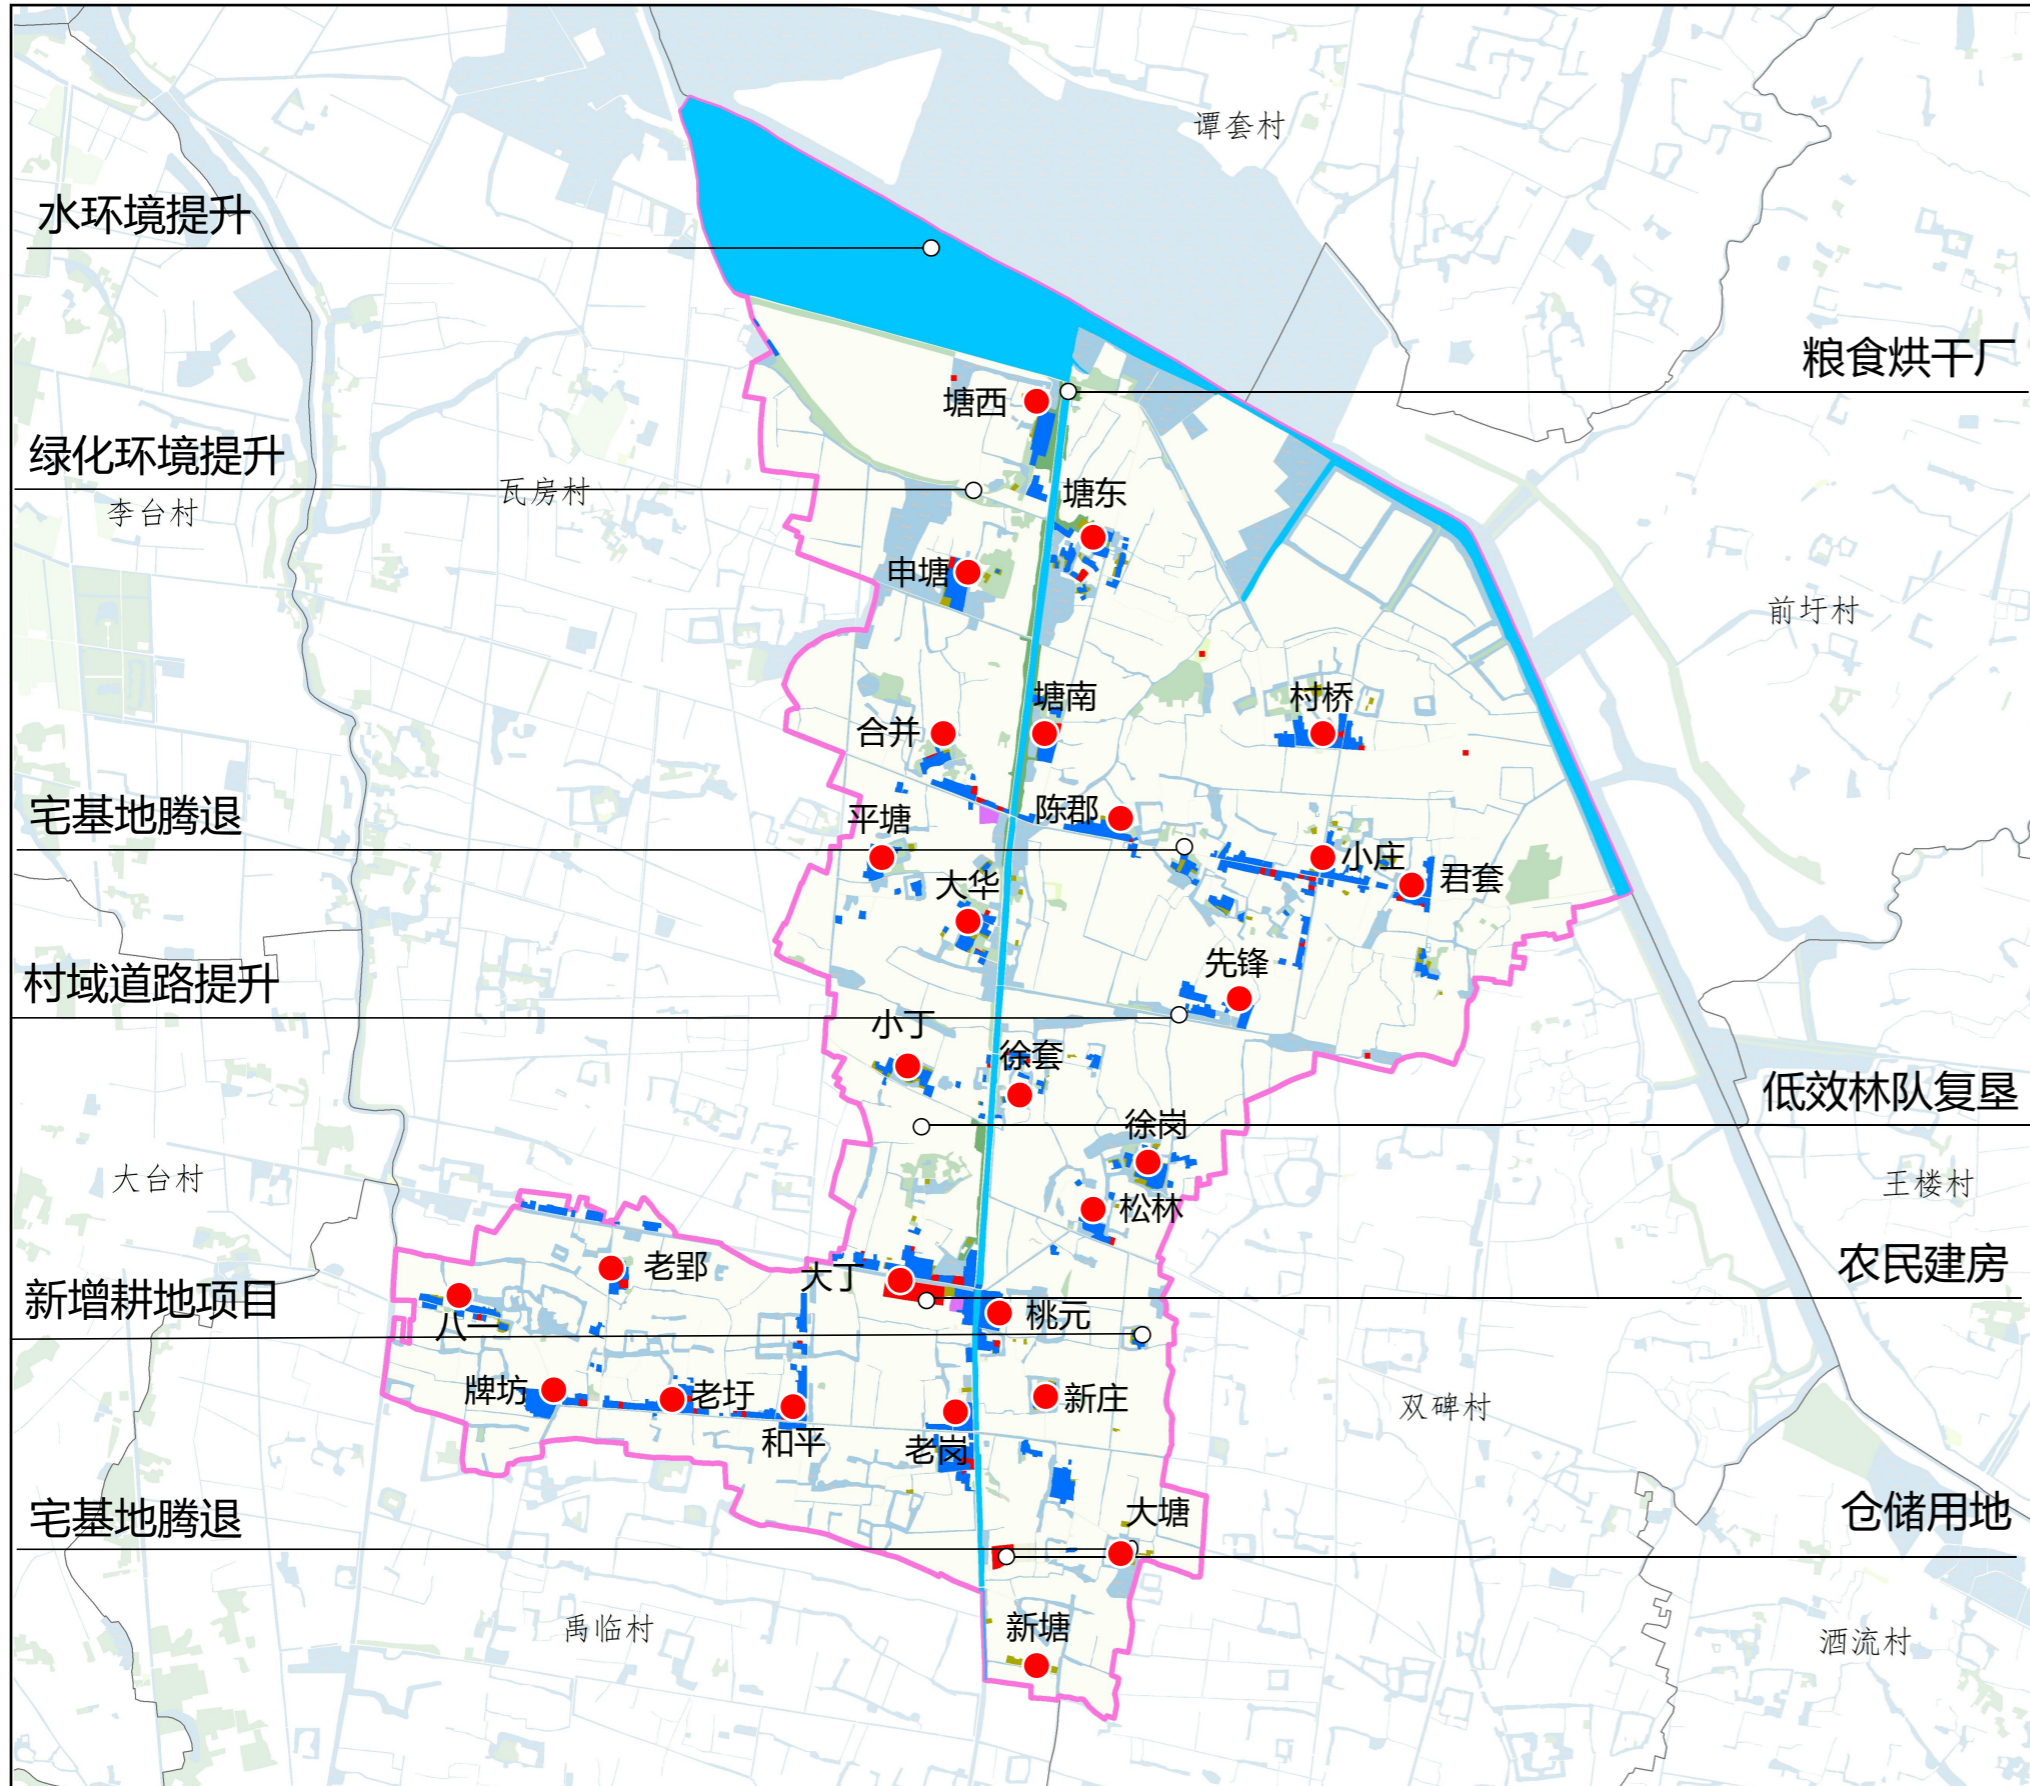 谭套村
水环境提升
粮食烘干厂
塘西
绿化环境提升
瓦房村
塘东
李台村
申塘
前圩村
塘南
村桥
合并
宅基地腾退
平塘
陈郡
小庄
君套
大华
先锋
村域道路提升
小丁
徐套
低效林队复垦
徐岗
大台村
王楼村
松林
老郢
农民建房
大丁
新增耕地项目
八一
桃元
牌坊
老圩
新庄
双碑村
和平
老岗
宅基地腾退
大塘
仓储用地
禹临村
新塘
酒流村